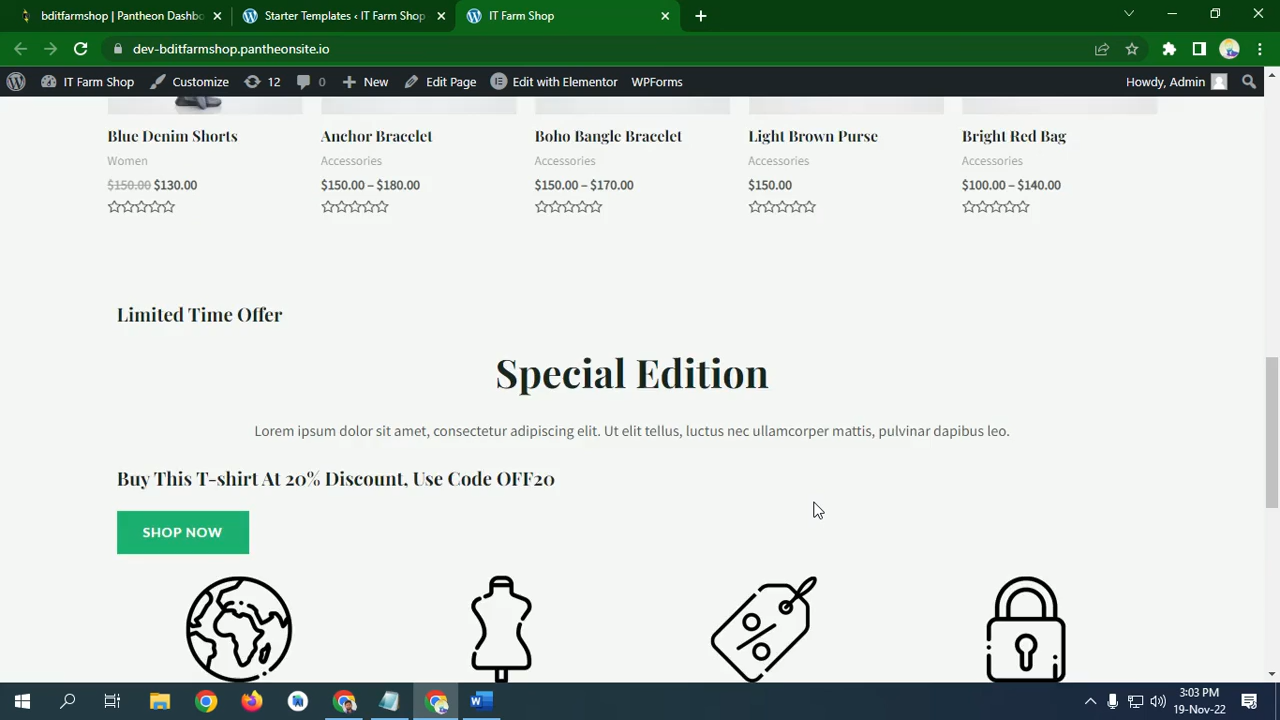 bditfarmshop | Pantheon Dashbo
Starter Templates ‹ IT Farm Shop
IT Farm Shop
dev-bditfarmshop.pantheonsite.io
IT Farm Shop
Customize
12
0
New
Edit Page
Edit with Elementor
WPForms
Howdy, Admin
Blue Denim Shorts
Women
$150.00 $130.00
Anchor Bracelet
Accessories
$150.00 – $180.00
Boho Bangle Bracelet
Accessories
$150.00 – $170.00
Light Brown Purse
Accessories
$150.00
Bright Red Bag
Accessories
$100.00 – $140.00
Limited Time Offer
Special Edition
Lorem ipsum dolor sit amet, consectetur adipiscing elit. Ut elit tellus, luctus nec ullamcorper mattis, pulvinar dapibus leo.
Buy This T-shirt At 20% Discount, Use Code OFF20
SHOP NOW
3:03 PM
19-Nov-22